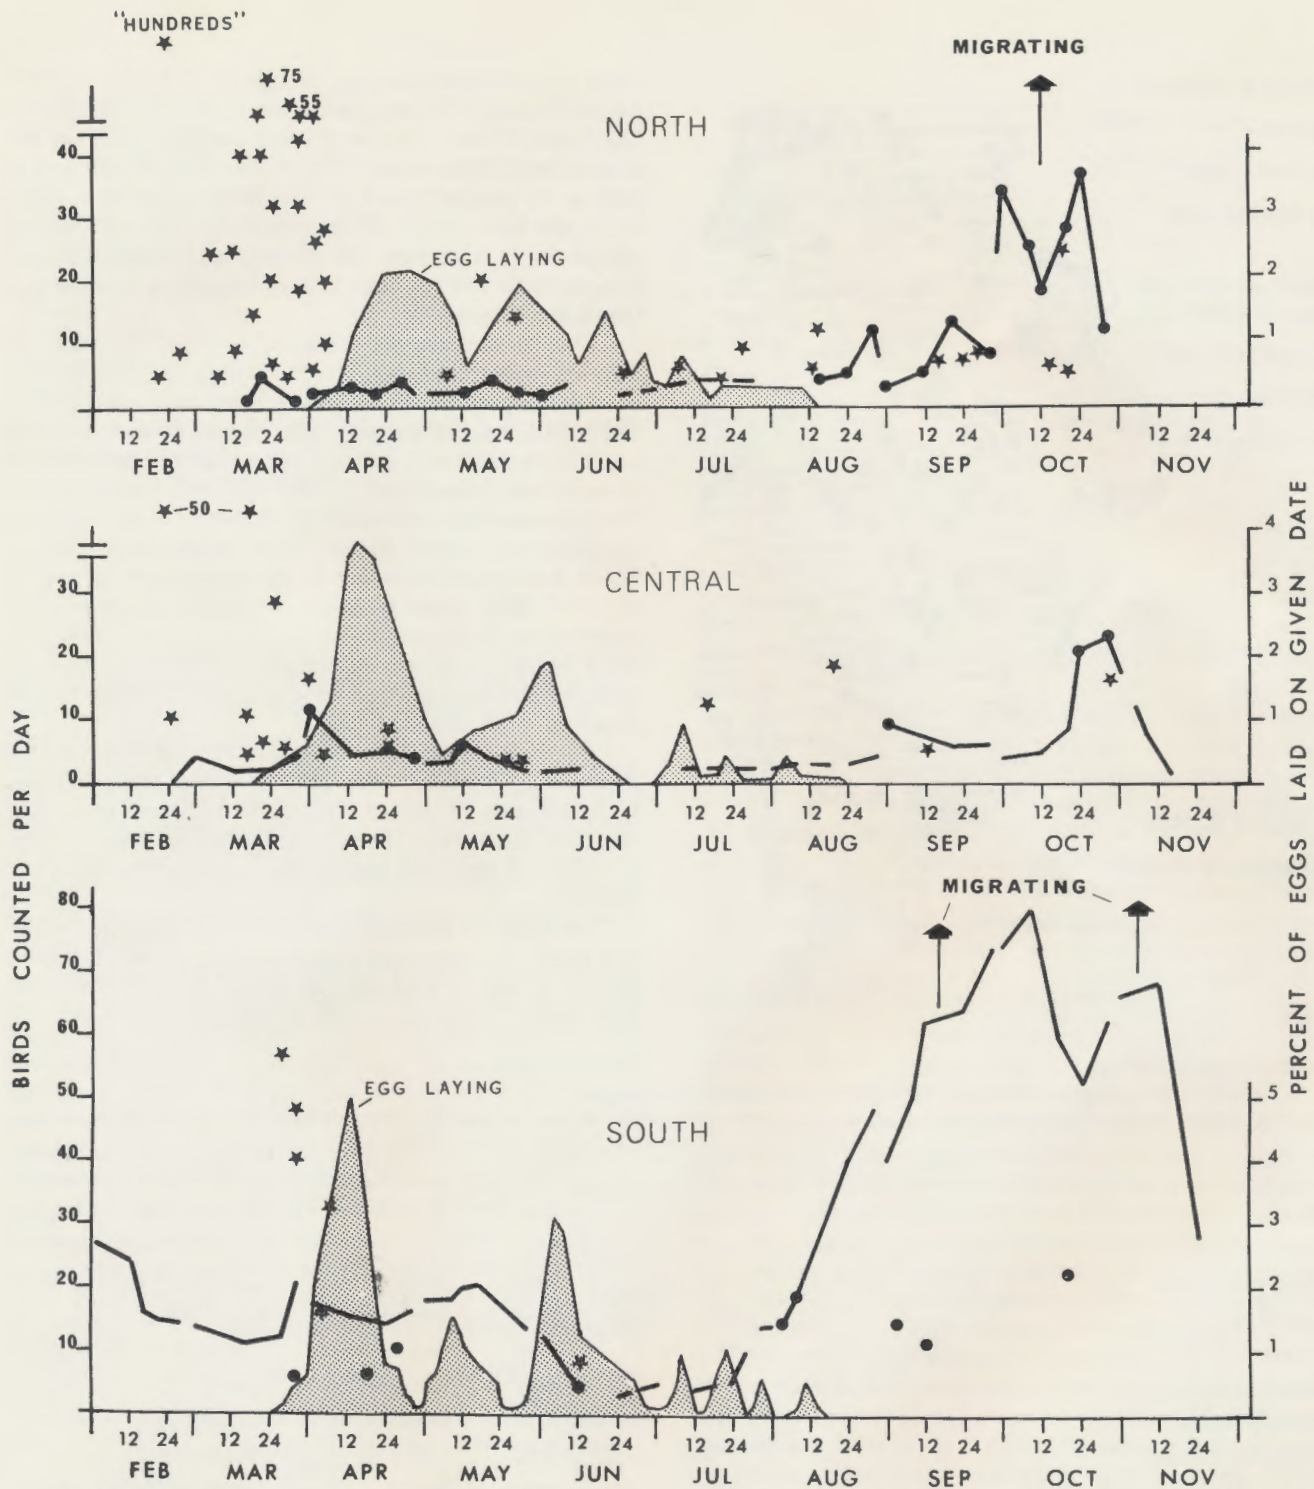 "HUNDREDS"
75
55
MIGRATING
NORTH
40
30
20
10
3
2
1
EGG LAYING
12 24 12 24 12 24 12 24 12 24 12 24 12 24 12 24 12 24 12 24
FEB MAR APR MAY JUN JUL AUG SEP OCT NOV
50
CENTRAL
30
20
10
0
4
3
2
1
12 24 12 24 12 24 12 24 12 24 12 24 12 24 12 24 12 24 12 24
FEB MAR APR MAY JUN JUL AUG SEP OCT NOV
MIGRATING
80
70
60
50
40
30
20
10
EGG LAYING
SOUTH
5
4
3
2
1
12 24 12 24 12 24 12 24 12 24 12 24 12 24 12 24 12 24 12 24
FEB MAR APR MAY JUN JUL AUG SEP OCT NOV
BIRDS COUNTED PER DAY
PERCENT OF EGGS LAID ON GIVEN DATE